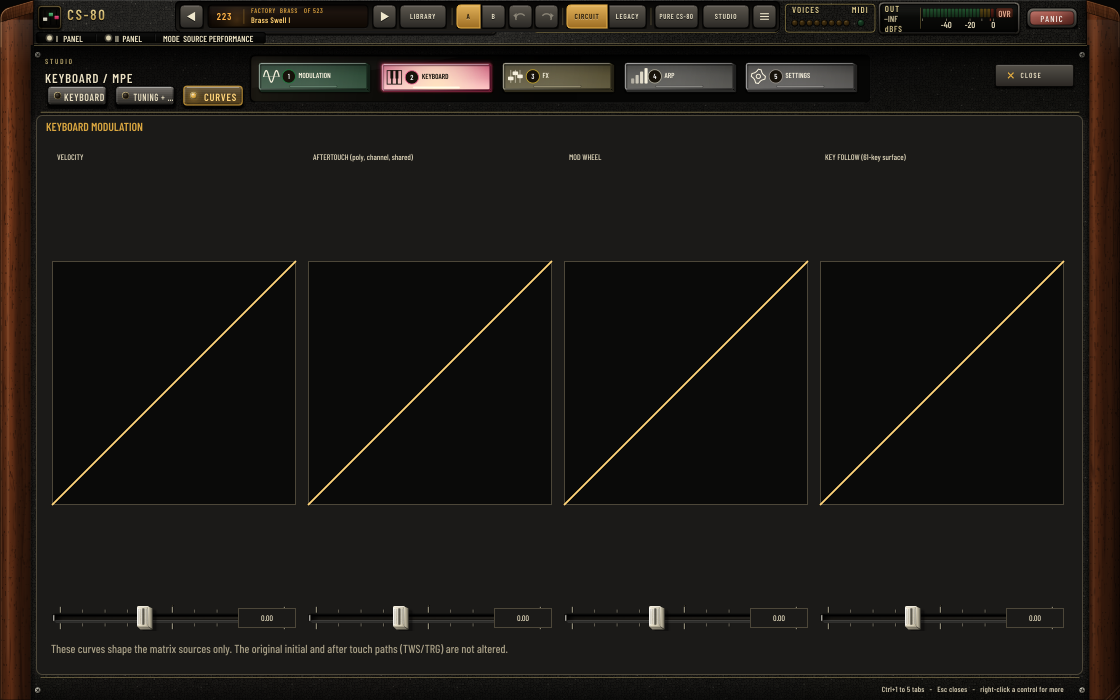 CS-80
223
FACTORY BRASS OF 523
Brass Swell I
LIBRARY
A
B
CIRCUIT
LEGACY
PURE CS-80
STUDIO
VOICES
MIDI
OUT
-INF
dBFS
-40
-20
0
OVR
PANIC
I PANEL
II PANEL
MODE SOURCE PERFORMANCE
STUDIO
KEYBOARD / MPE
1 MODULATION
2 KEYBOARD
3 FX
4 ARP
5 SETTINGS
CLOSE
KEYBOARD
TUNING + ...
CURVES
KEYBOARD MODULATION
VELOCITY
AFTERTOUCH (poly, channel, shared)
MOD WHEEL
KEY FOLLOW (61-key surface)
0.00
0.00
0.00
0.00
These curves shape the matrix sources only. The original initial and after touch paths (TWS/TRG) are not altered.
Ctrl+1 to 5 tabs - Esc closes - right-click a control for more